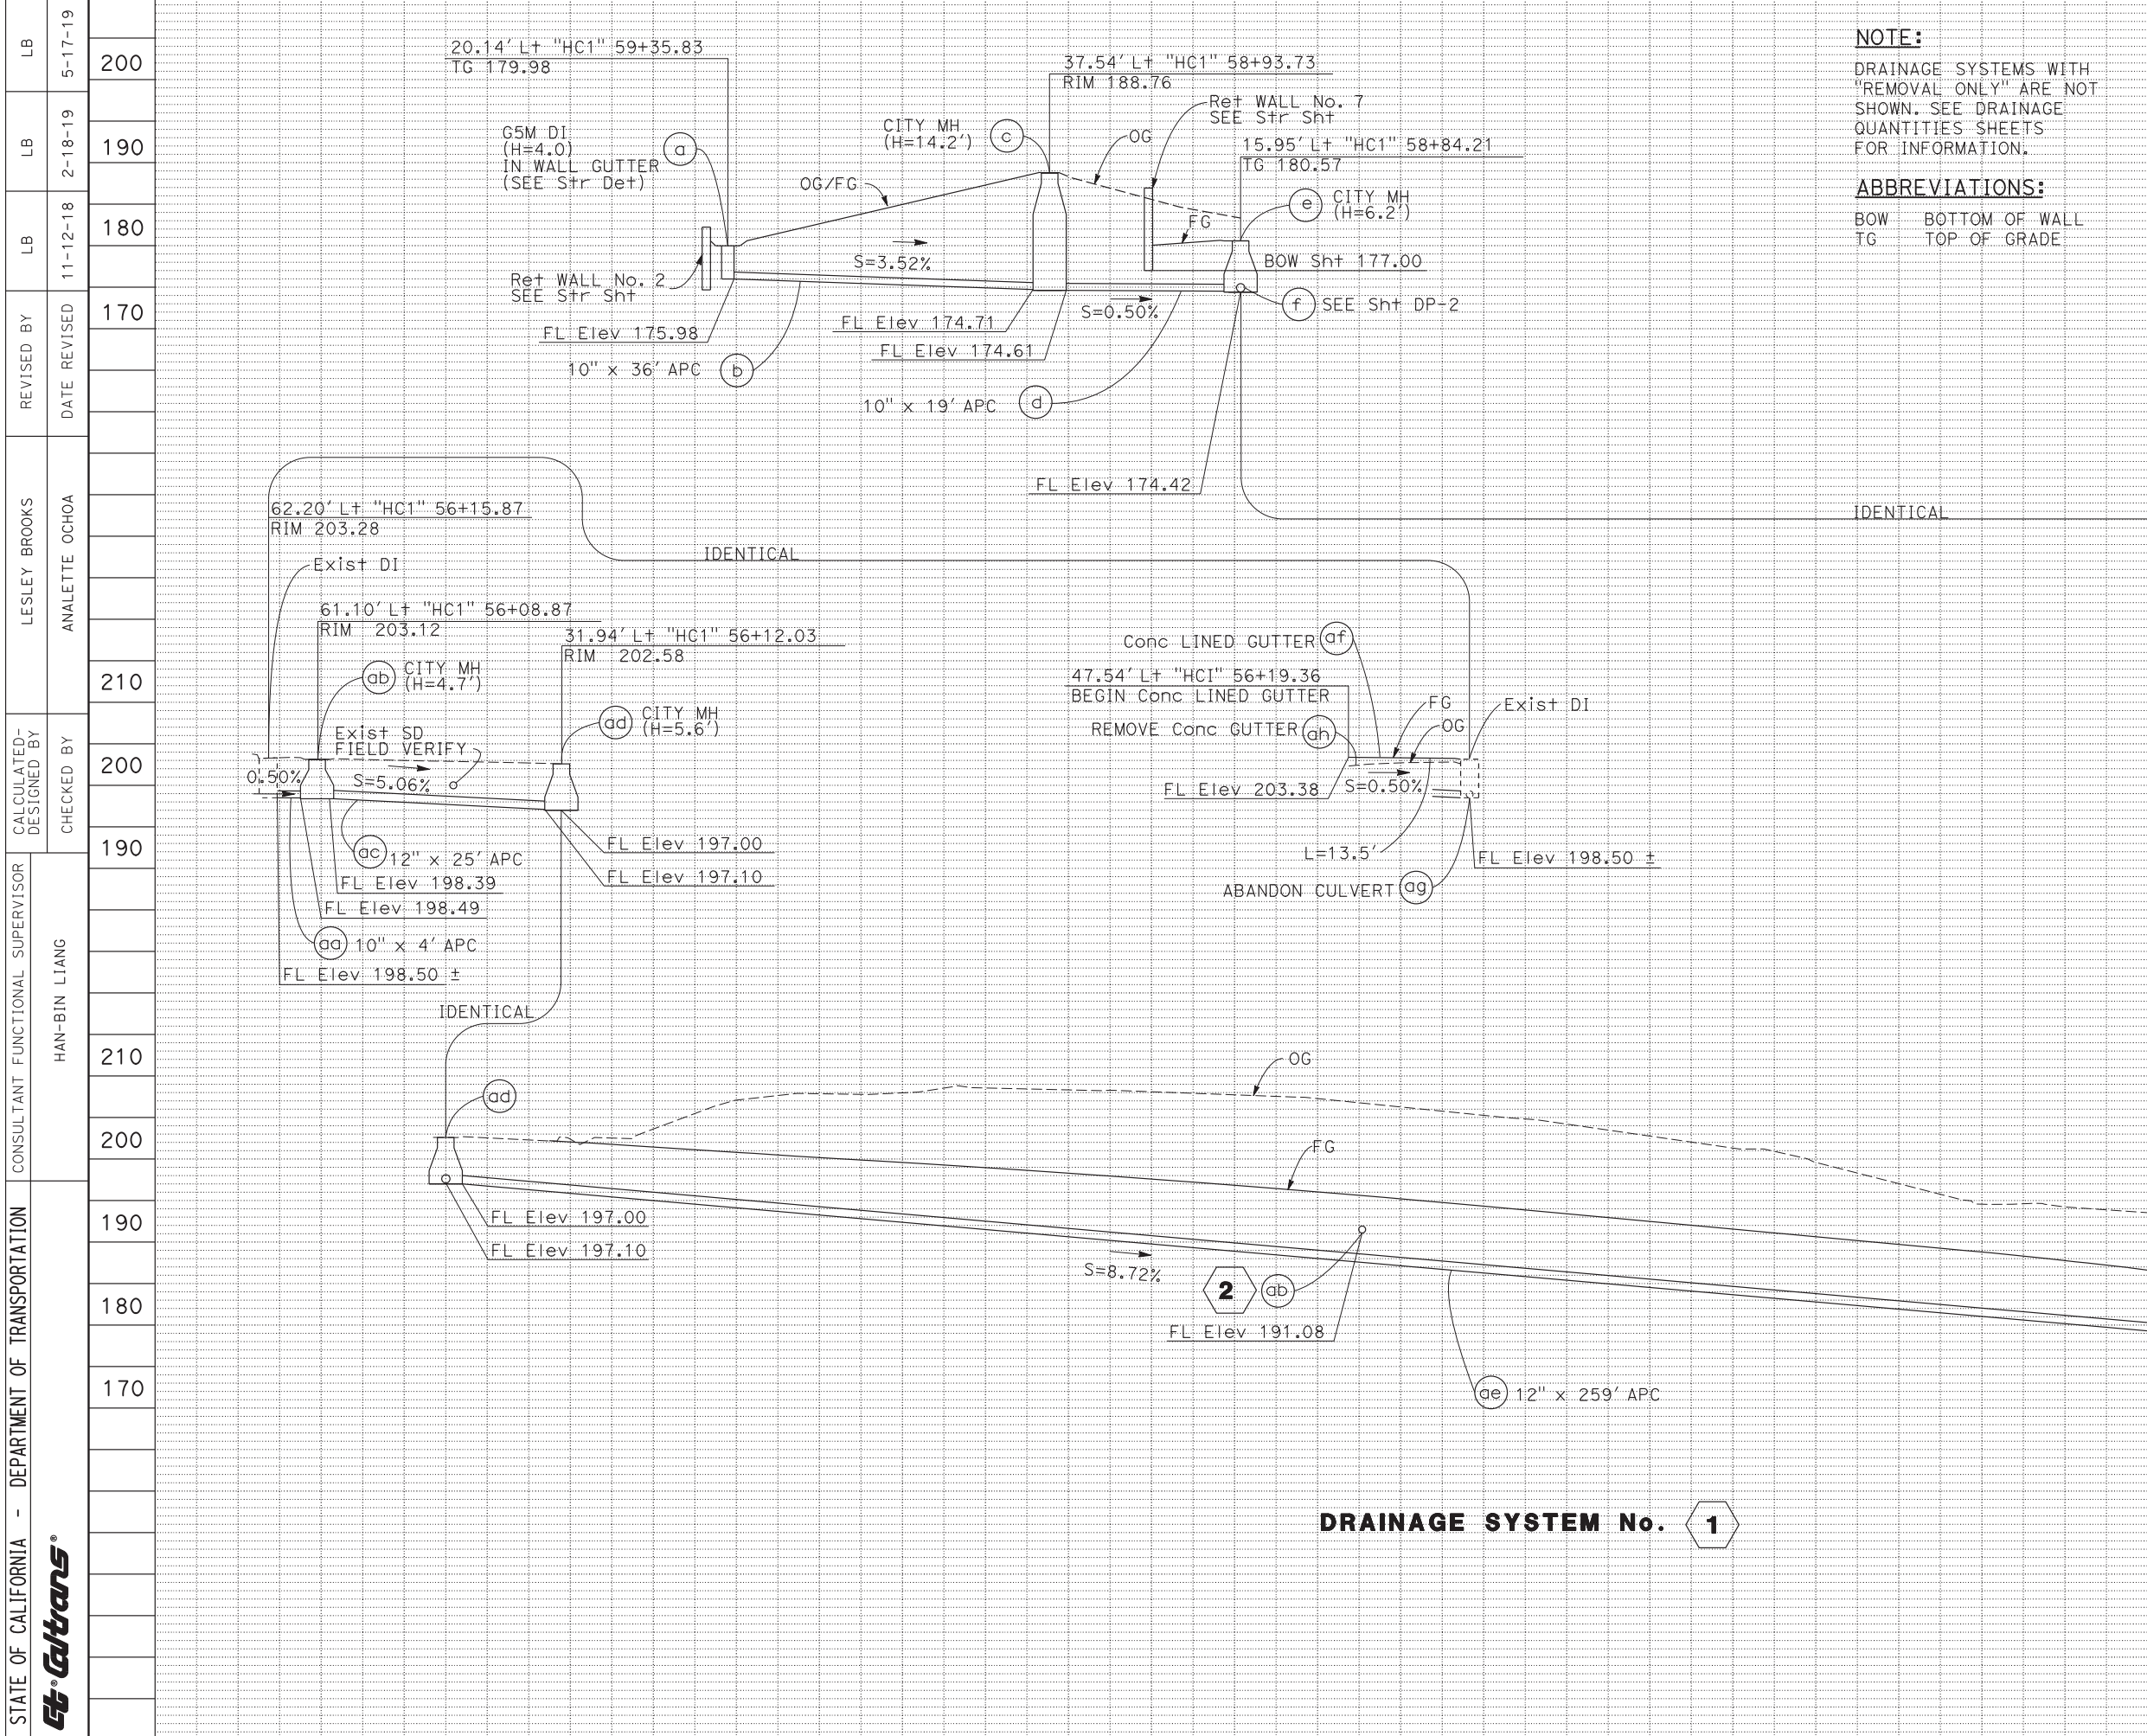 LB
5-17-19
LB
2-18-19
LB
11-12-18
REVISED BY
DATE REVISED
LESLEY BROOKS
ANALETTE OCHOA
CALCULATED-
DESIGNED BY
CHECKED BY
CONSULTANT FUNCTIONAL SUPERVISOR
HAN-BIN LIANG
STATE OF CALIFORNIA - DEPARTMENT OF TRANSPORTATION
Caltrans®
200
190
180
170
20.14' Lt "HC1" 59+35.83
TG 179.98
G5M DI
(H=4.0)
IN WALL GUTTER
(SEE Str Det)
a
OG/FG
CITY MH
(H=14.2')
c
37.54' Lt "HC1" 58+93.73
RIM 188.76
Ret WALL No. 7
SEE Str Sht
OG
15.95' Lt "HC1" 58+84.21
TG 180.57
e
CITY MH
(H=6.2')
FG
BOW Sht 177.00
S=3.52%
Ret WALL No. 2
SEE Str Sht
f SEE Sht DP-2
S=0.50%
FL Elev 175.98
FL Elev 174.71
FL Elev 174.61
10" x 36' APC b
10" x 19' APC d
FL Elev 174.42
IDENTICAL
NOTE:
DRAINAGE SYSTEMS WITH
"REMOVAL ONLY" ARE NOT
SHOWN. SEE DRAINAGE
QUANTITIES SHEETS
FOR INFORMATION.
ABBREVIATIONS:
BOW BOTTOM OF WALL
TG TOP OF GRADE
210
200
190
62.20' Lt "HC1" 56+15.87
RIM 203.28
IDENTICAL
Exist DI
61.10' Lt "HC1" 56+08.87
RIM 203.12
31.94' Lt "HC1" 56+12.03
RIM 202.58
ab
CITY MH
(H=4.7')
ad
CITY MH
(H=5.6')
Exist SD
FIELD VERIFY
0.50%
S=5.06%
ac 12" x 25' APC
FL Elev 197.00
FL Elev 197.10
FL Elev 198.39
FL Elev 198.49
aa 10" x 4' APC
FL Elev 198.50 ±
IDENTICAL
Conc LINED GUTTER af
47.54' Lt "HCI" 56+19.36
BEGIN Conc LINED GUTTER
REMOVE Conc GUTTER ah
FG
OG
Exist DI
FL Elev 203.38
S=0.50%
L=13.5'
FL Elev 198.50 ±
ABANDON CULVERT ag
210
200
190
180
170
ad
OG
FG
FL Elev 197.00
FL Elev 197.10
S=8.72%
2 ab
FL Elev 191.08
ae 12" x 259' APC
DRAINAGE SYSTEM No. 1